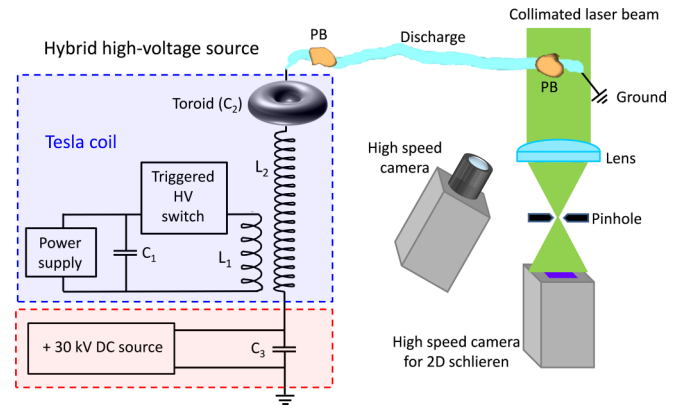 Hybrid high-voltage source
Tesla coil
Toroid (C₂)
L₂
Triggered
HV
switch
Power
supply
C₁
L₁
+ 30 kV DC source
C₃
PB
Discharge
Collimated laser beam
PB
Ground
High speed
camera
Lens
Pinhole
High speed camera
for 2D schlieren